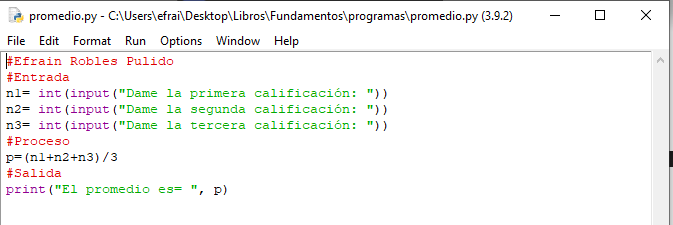 promedio.py - C:\Users\efrai\Desktop\Libros\Fundamentos\programas\promedio.py (3.9.2)
File Edit Format Run Options Window Help
#Efrain Robles Pulido
#Entrada
n1= int(input("Dame la primera calificación: "))
n2= int(input("Dame la segunda calificación: "))
n3= int(input("Dame la tercera calificación: "))
#Proceso
p=(n1+n2+n3)/3
#Salida
print("El promedio es= ", p)